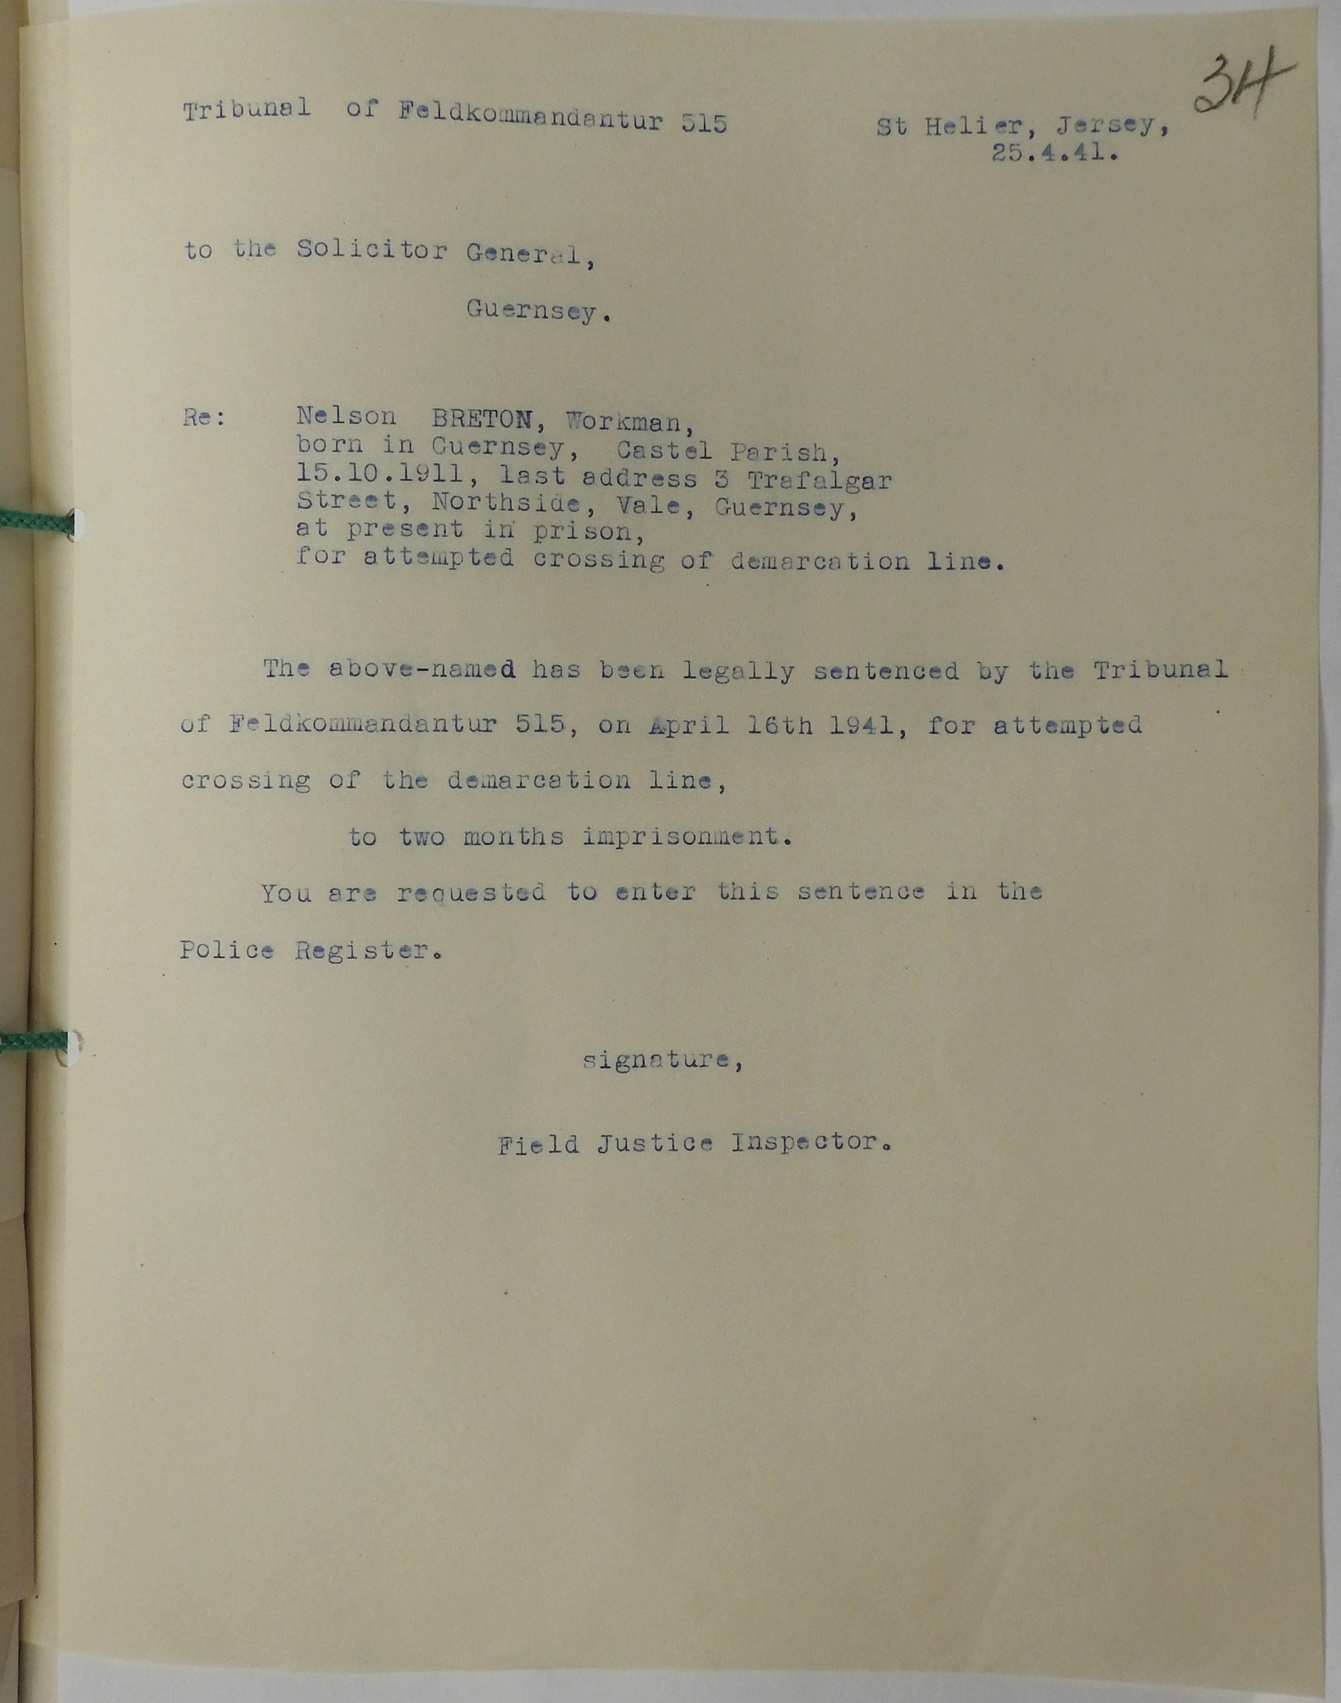 34
Tribunal of Feldkommandantur 515
St Helier, Jersey,
25.4.41.
to the Solicitor General,
Guernsey.
Re: Nelson BRETON, Workman,
born in Guernsey, Castel Parish,
15.10.1911, last address 3 Trafalgar
Street, Northside, Vale, Guernsey,
at present in prison,
for attempted crossing of demarcation line.
The above-named has been legally sentenced by the Tribunal
of Feldkommandantur 515, on April 16th 1941, for attempted
crossing of the demarcation line,
to two months imprisonment.
You are requested to enter this sentence in the
Police Register.
signature,
Field Justice Inspector.